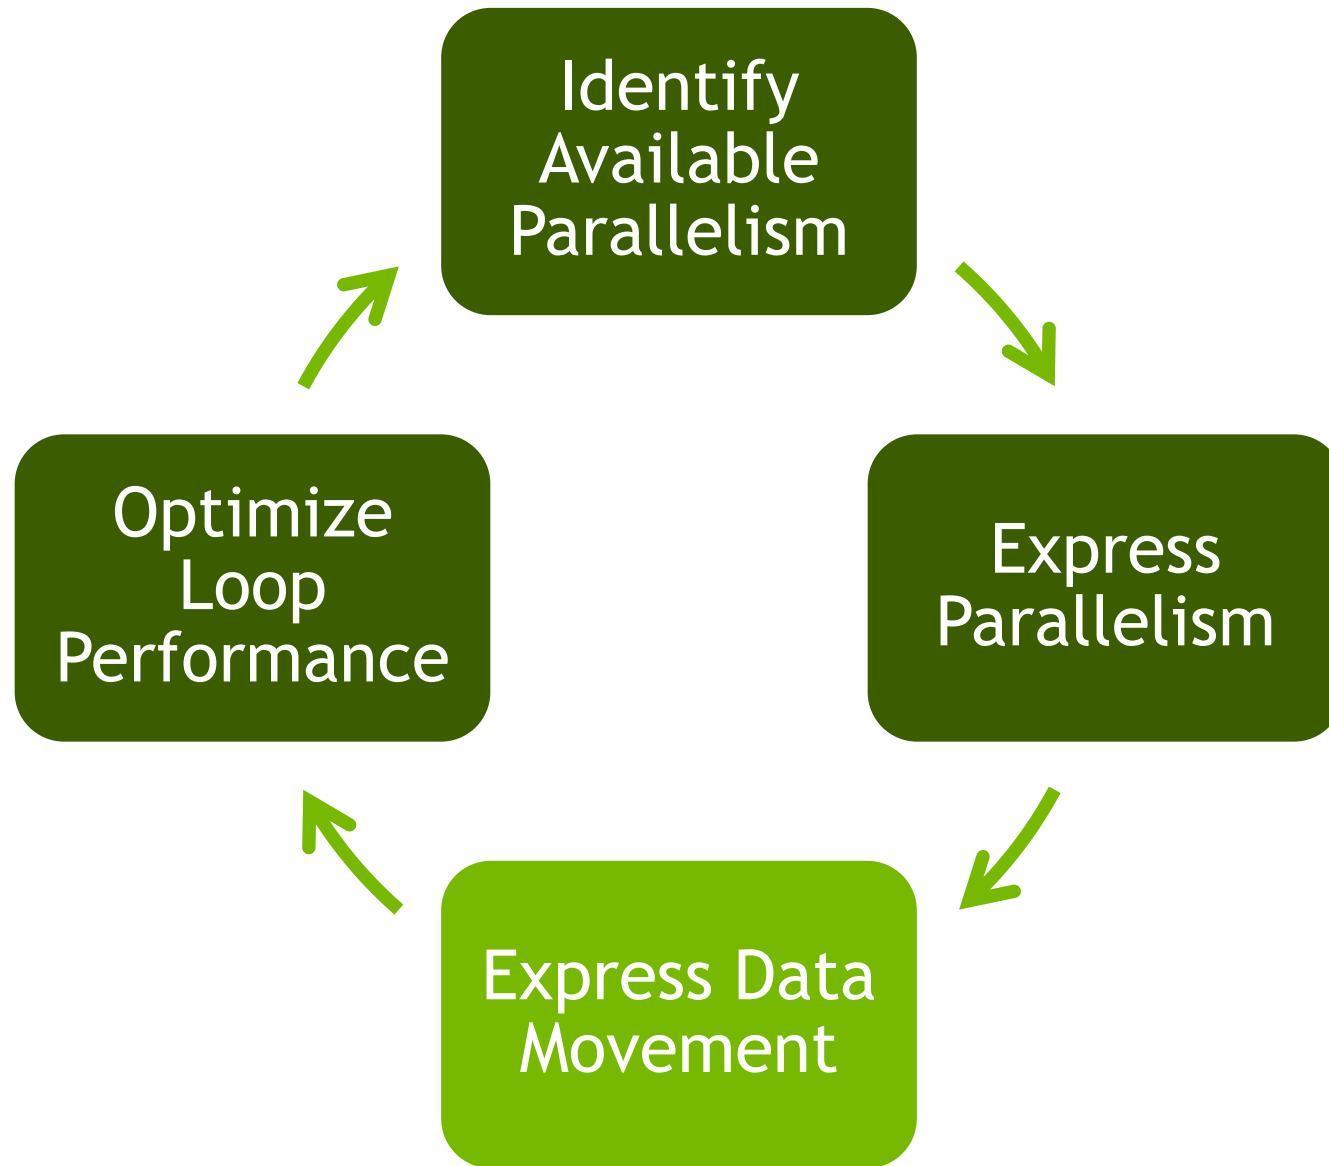 Identify
Available
Parallelism
Optimize
Loop
Performance
Express
Parallelism
Express Data
Movement